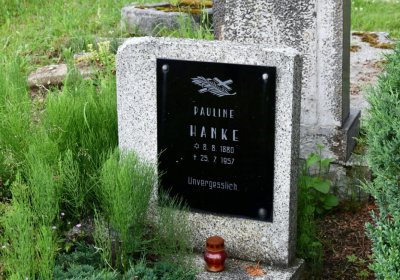 PAULINE
HANKE
✡ 8. 8. 1880
† 25. 7. 1957
Unvergesslich